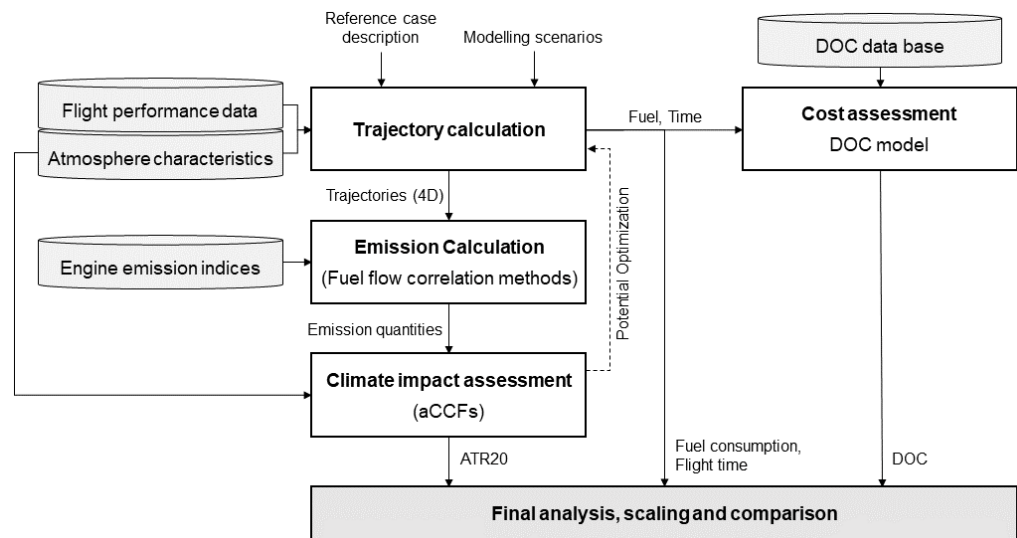 Reference case
description
Modelling scenarios
DOC data base
Flight performance data
Atmosphere characteristics
Trajectory calculation
Fuel, Time
Cost assessment
DOC model
Trajectories (4D)
Emission Calculation
(Fuel flow correlation methods)
Engine emission indices
Potential Optimization
Emission quantities
Climate impact assessment
(aCCFs)
ATR20
Fuel consumption,
Flight time
DOC
Final analysis, scaling and comparison